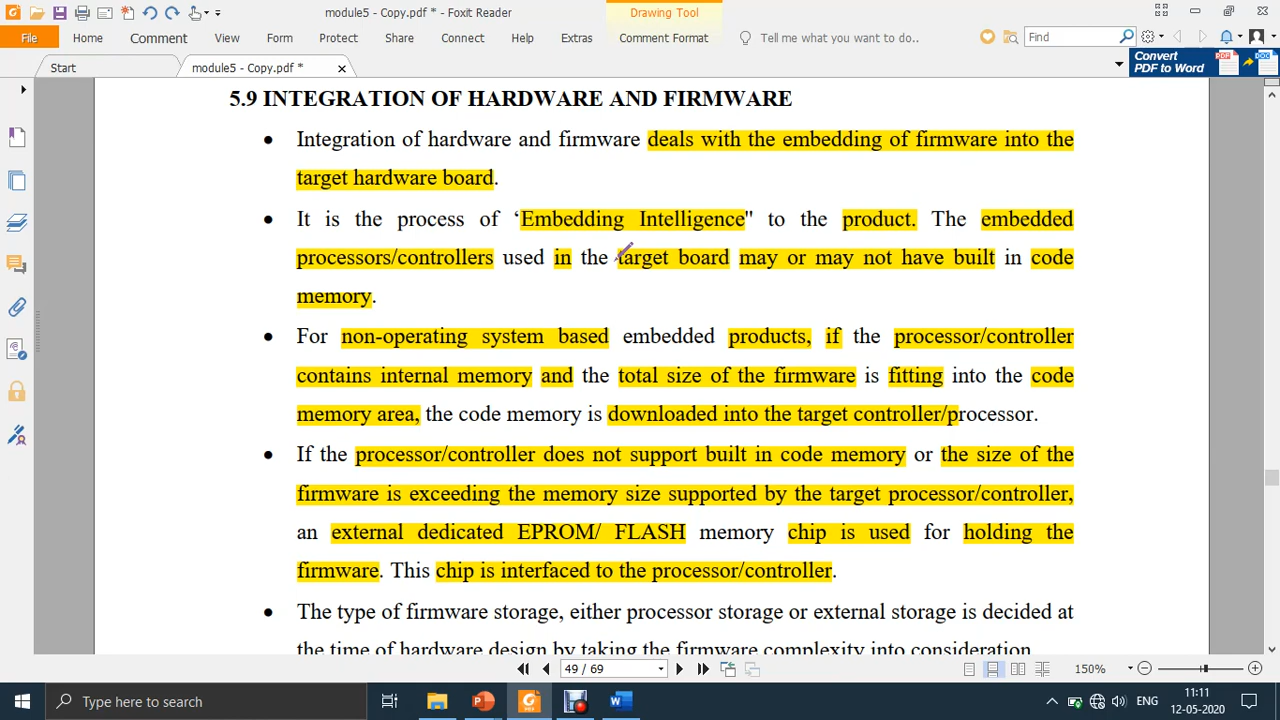 module5 - Copy.pdf * - Foxit Reader
Drawing Tool
File Home Comment View Form Protect Share Connect Help Extras Comment Format Tell me what you want to do.. Find
Start module5 - Copy.pdf *
Convert
PDF to Word
5.9 INTEGRATION OF HARDWARE AND FIRMWARE
• Integration of hardware and firmware deals with the embedding of firmware into the
target hardware board.
• It is the process of ‘Embedding Intelligence" to the product. The embedded
processors/controllers used in the target board may or may not have built in code
memory.
• For non-operating system based embedded products, if the processor/controller
contains internal memory and the total size of the firmware is fitting into the code
memory area, the code memory is downloaded into the target controller/processor.
• If the processor/controller does not support built in code memory or the size of the
firmware is exceeding the memory size supported by the target processor/controller,
an external dedicated EPROM/ FLASH memory chip is used for holding the
firmware. This chip is interfaced to the processor/controller.
• The type of firmware storage, either processor storage or external storage is decided at
the time of hardware design by taking the firmware complexity into consideration.
49 / 69
150%
Type here to search
ENG
11:11
12-05-2020